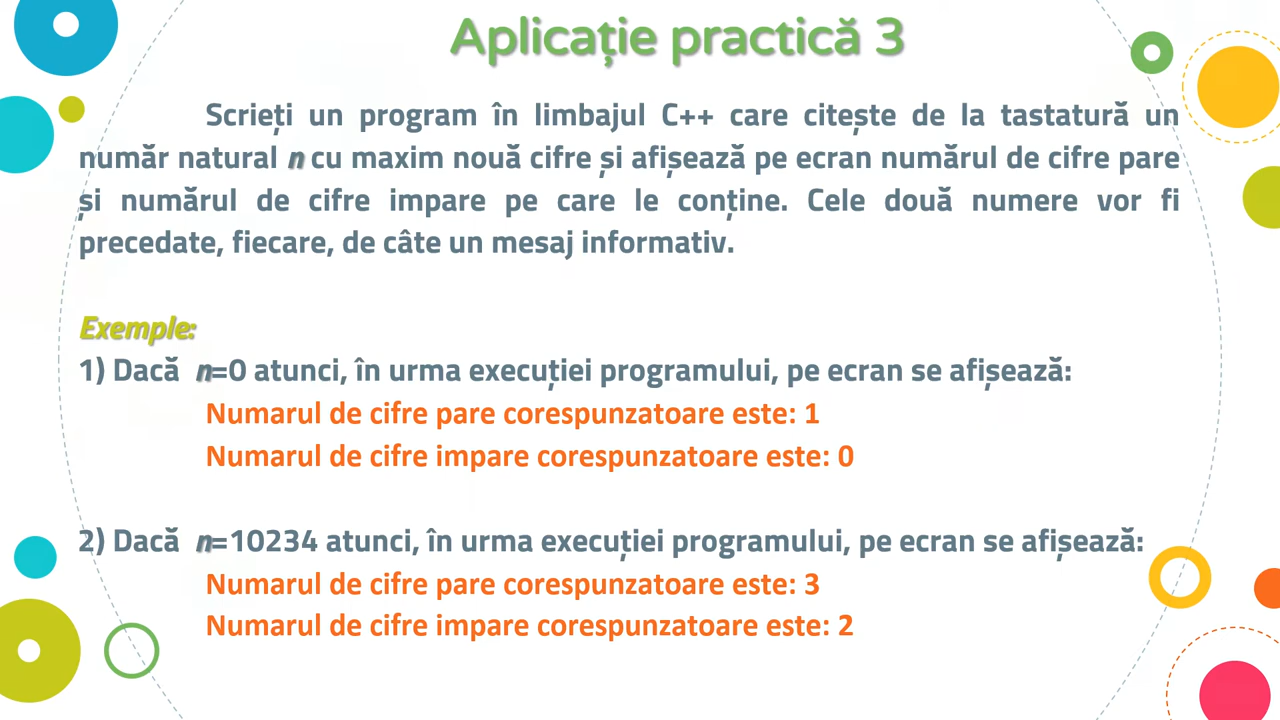 Aplicație practică 3
Scrieți un program în limbajul C++ care citește de la tastatură un
număr natural n cu maxim nouă cifre și afișează pe ecran numărul de cifre pare
și numărul de cifre impare pe care le conține. Cele două numere vor fi
precedate, fiecare, de câte un mesaj informativ.
Exemple:
1) Dacă n=0 atunci, în urma execuției programului, pe ecran se afișează:
Numarul de cifre pare corespunzatoare este: 1
Numarul de cifre impare corespunzatoare este: 0
2) Dacă n=10234 atunci, în urma execuției programului, pe ecran se afișează:
Numarul de cifre pare corespunzatoare este: 3
Numarul de cifre impare corespunzatoare este: 2